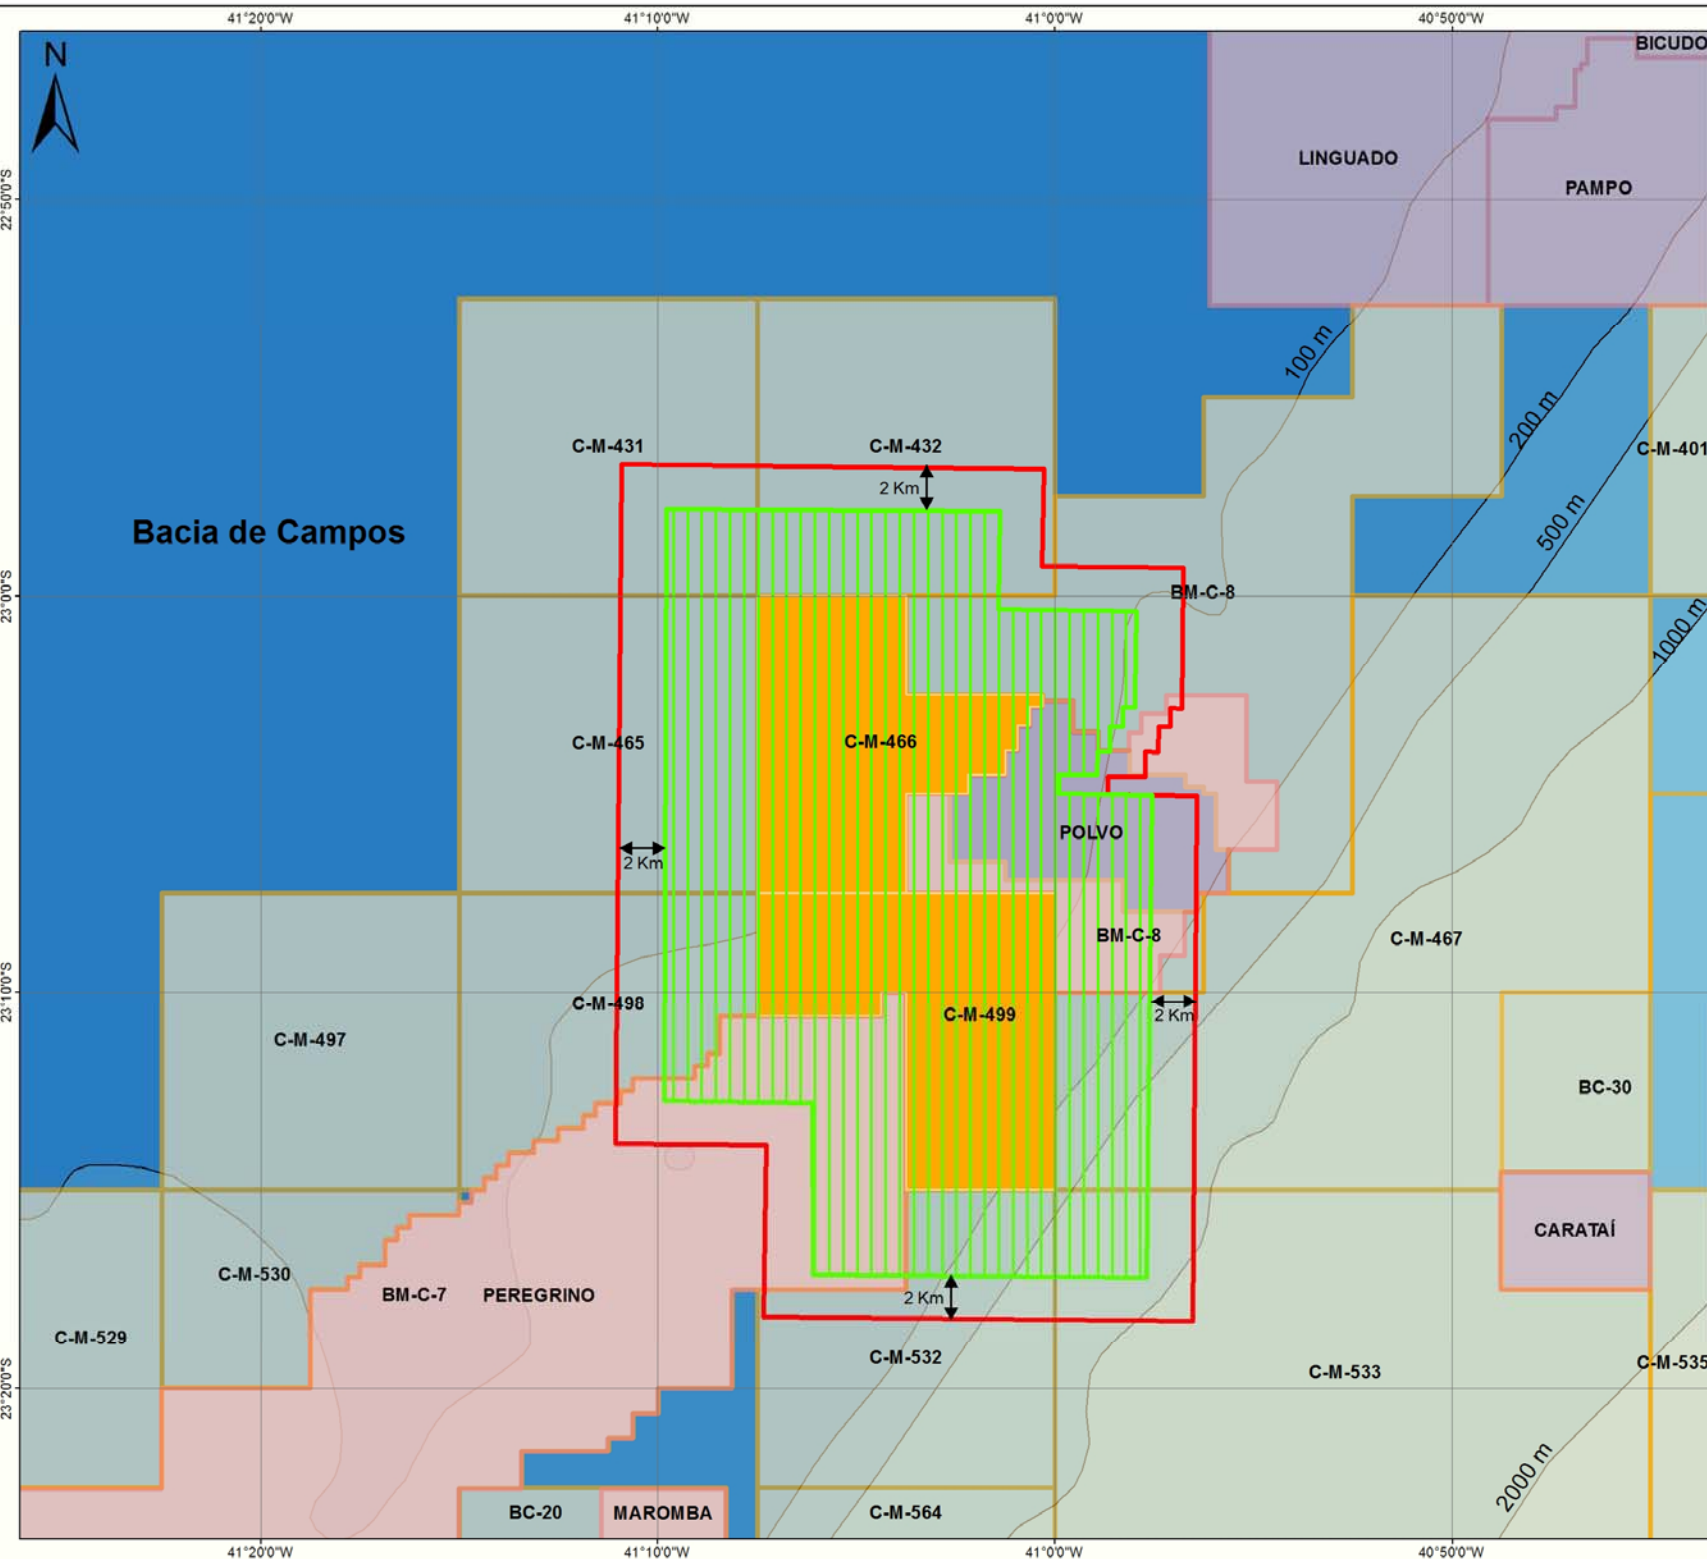 41°20'0"W 41°10'0"W 41°0'0"W 40°50'0"W
N
BICUDO
LINGUADO
PAMPO
22°50'0"S
100 m
200 m
C-M-431 C-M-432
C-M-401
2 Km
500 m
Bacia de Campos
23°0'0"S
BM-C-8
1000 m
C-M-465
C-M-466
POLVO
2 Km
BM-C-8
C-M-467
23°10'0"S
C-M-498
C-M-499
2 Km
C-M-497
BC-30
CARATAÍ
C-M-530
BM-C-7 PEREGRINO
2 Km
C-M-529
C-M-532
C-M-533
C-M-535
23°20'0"S
2000 m
BC-20
MAROMBA
C-M-564
41°20'0"W 41°10'0"W 41°0'0"W 40°50'0"W